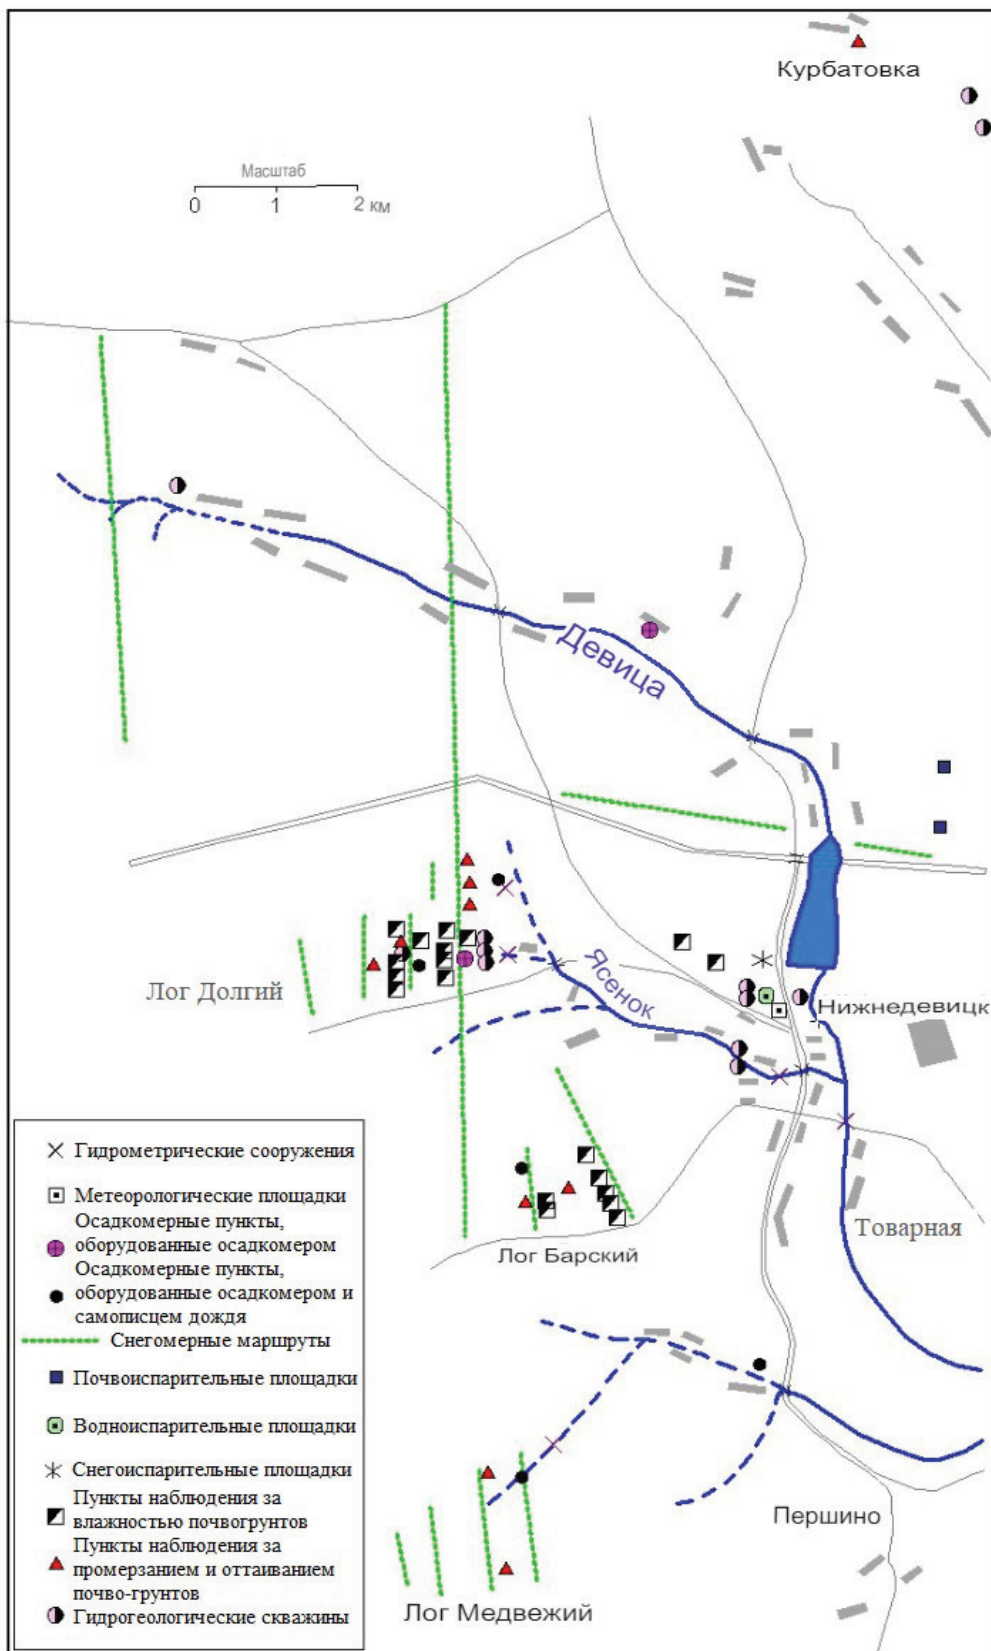 Курбатовка
Масштаб
0 1 2 км
Девица
Ясенок
Лог Долгий
Нижнедевицк
Товарная
Лог Барский
Першино
Лог Медвежий
Гидрометрические сооружения
Метеорологические площадки
Осадкомерные пункты,
оборудованные осадкомером
Осадкомерные пункты,
оборудованные осадкомером и
самописцем дождя
Снегомерные маршруты
Почвоиспарительные площадки
Водноиспарительные площадки
Снегоиспарительные площадки
Пункты наблюдения за
влажностью почвогрунтов
Пункты наблюдения за
промерзанием и оттаиванием
почво-грунтов
Гидрогеологические скважины